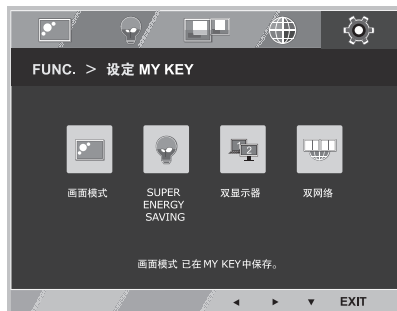 FUNC. > 设定 MY KEY
画面模式
SUPER
ENERGY
SAVING
双显示器
双网络
画面模式 已在 MY KEY中保存。
EXIT